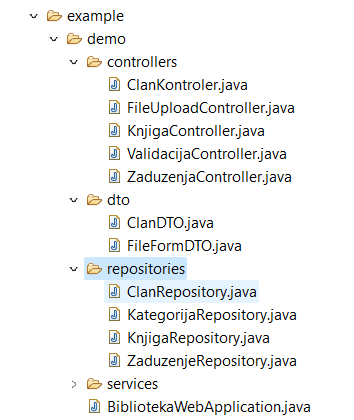 example
demo
controllers
ClanKontroler.java
FileUploadController.java
KnjigaController.java
ValidacijaController.java
ZaduzenjaController.java
dto
ClanDTO.java
FileFormDTO.java
repositories
ClanRepository.java
KategorijaRepository.java
KnjigaRepository.java
ZaduzenjeRepository.java
services
BibliotekaWebApplication.java